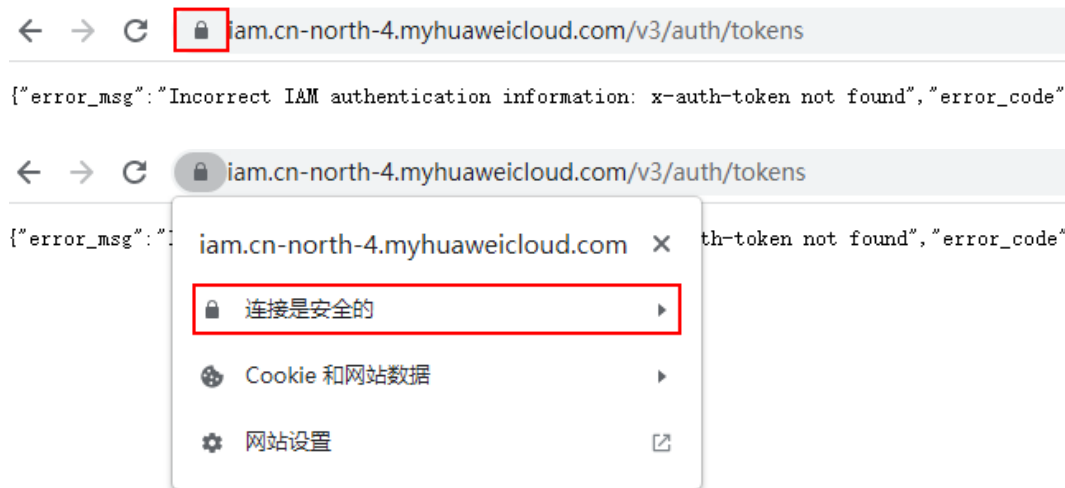 iam.cn-north-4.myhuaweicloud.com/v3/auth/tokens
{"error_msg":"Incorrect IAM authentication information: x-auth-token not found","error_code"
iam.cn-north-4.myhuaweicloud.com/v3/auth/tokens
{"error_msg":" th-token not found","error_code"
iam.cn-north-4.myhuaweicloud.com
连接是安全的
Cookie 和网站数据
网站设置